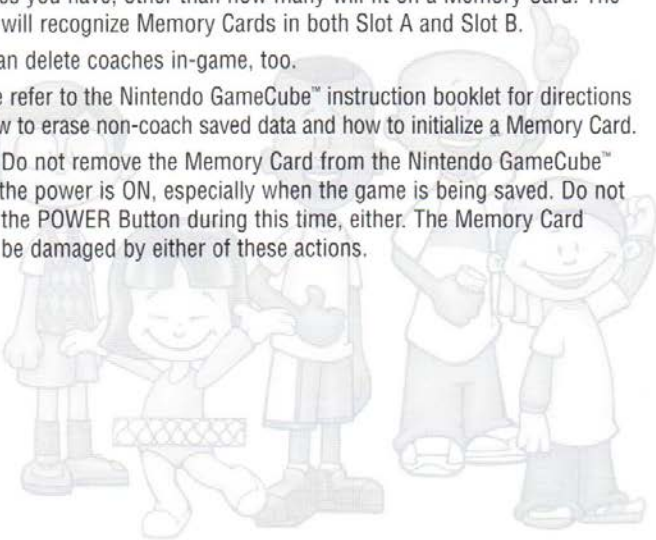 es you have, other than how many will fit on a Memory Card. The
will recognize Memory Cards in both Slot A and Slot B.
an delete coaches in-game, too.
e refer to the Nintendo GameCube™ instruction booklet for directions
w to erase non-coach saved data and how to initialize a Memory Card.
Do not remove the Memory Card from the Nintendo GameCube™
the power is ON, especially when the game is being saved. Do not
the POWER Button during this time, either. The Memory Card
be damaged by either of these actions.